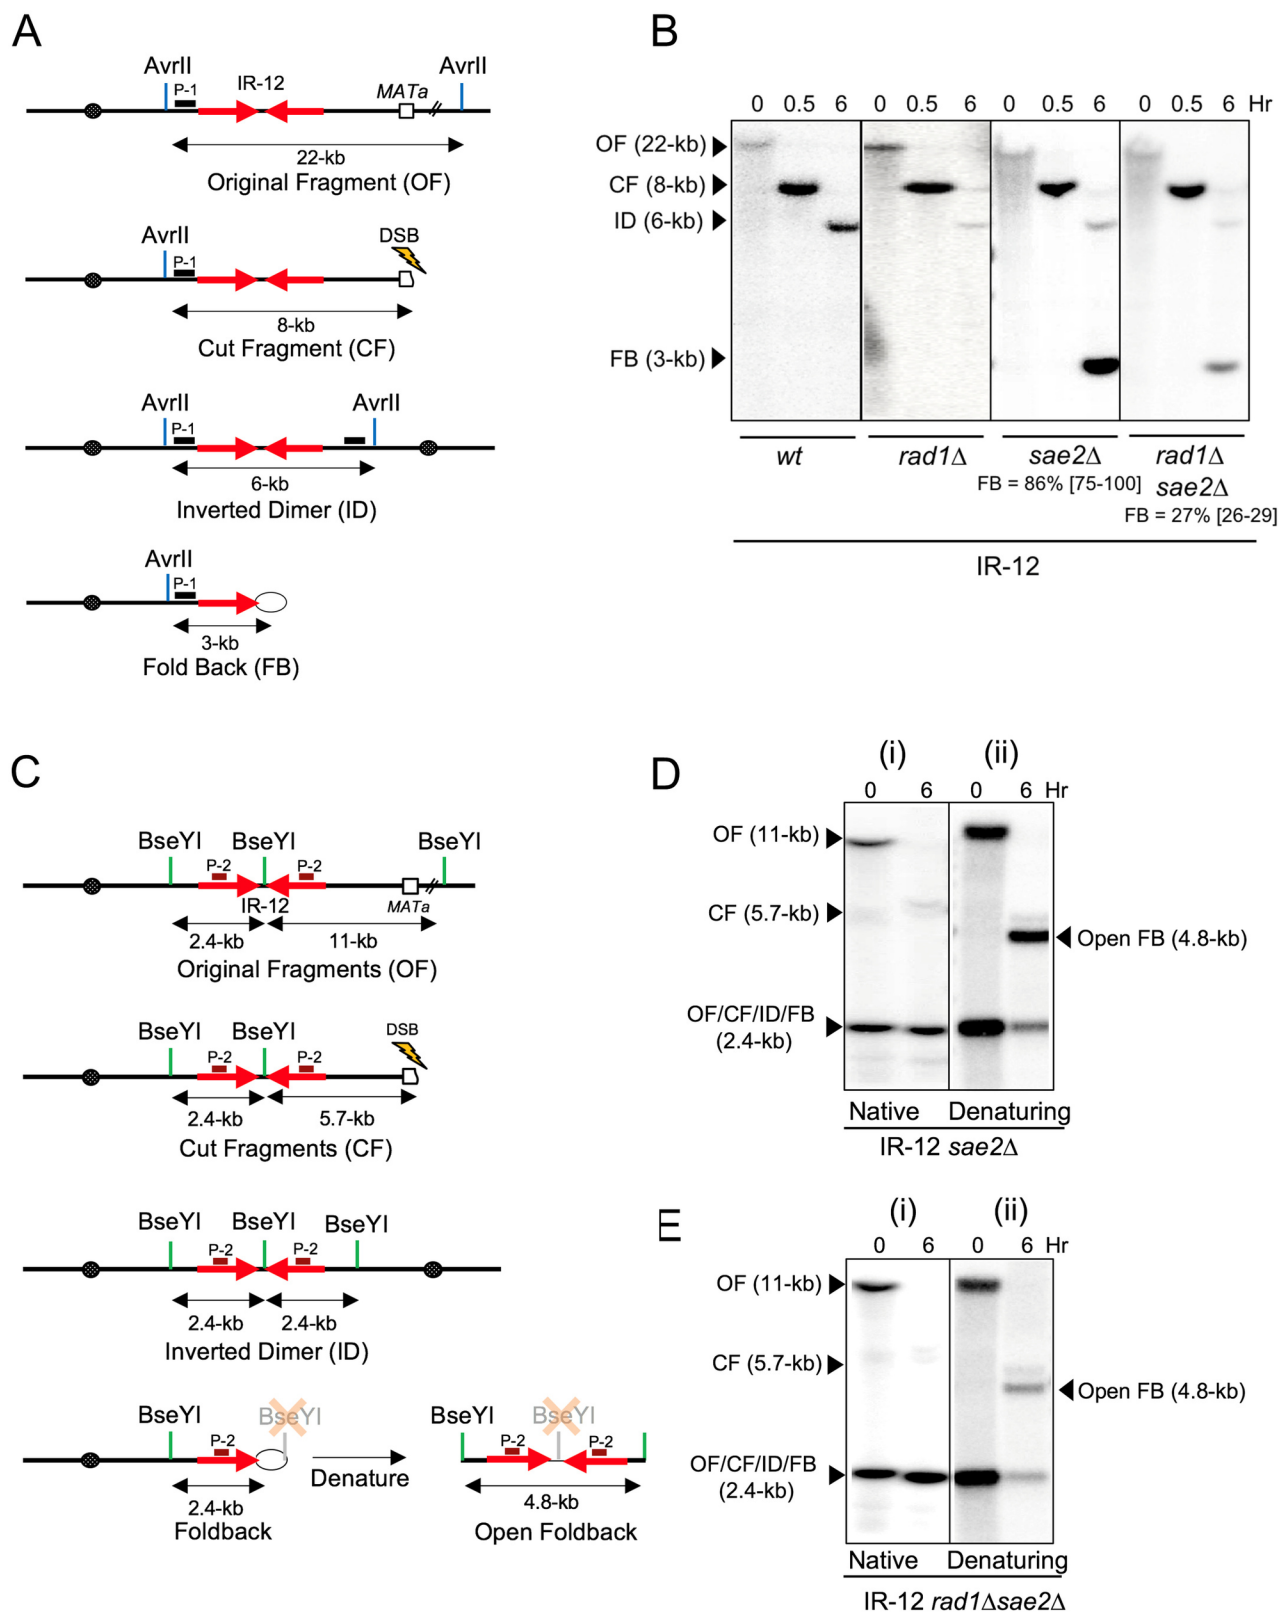 A
AvrII
AvrII
P-1
IR-12
MATa
22-kb
Original Fragment (OF)
AvrII
DSB
P-1
8-kb
Cut Fragment (CF)
AvrII
AvrII
P-1
6-kb
Inverted Dimer (ID)
AvrII
P-1
3-kb
Fold Back (FB)
B
0 0.5 6 0 0.5 6 0 0.5 6 0 0.5 6 Hr
OF (22-kb)
CF (8-kb)
ID (6-kb)
FB (3-kb)
wt
rad1Δ
sae2Δ
FB = 86% [75-100]
rad1Δ
sae2Δ
FB = 27% [26-29]
IR-12
C
BseYI BseYI BseYI
P-2 P-2
IR-12
MATa
2.4-kb 11-kb
Original Fragments (OF)
BseYI BseYI
DSB
P-2 P-2
2.4-kb 5.7-kb
Cut Fragments (CF)
BseYI BseYI BseYI
P-2 P-2
2.4-kb 2.4-kb
Inverted Dimer (ID)
BseYI
BseYI
P-2
2.4-kb
Foldback
Denature
BseYI BseYI
P-2 P-2
4.8-kb
Open Foldback
D
(i) (ii)
0 6 0 6 Hr
OF (11-kb)
CF (5.7-kb)
Open FB (4.8-kb)
OF/CF/ID/FB
(2.4-kb)
Native Denaturing
IR-12 sae2Δ
E
(i) (ii)
0 6 0 6 Hr
OF (11-kb)
CF (5.7-kb)
Open FB (4.8-kb)
OF/CF/ID/FB
(2.4-kb)
Native Denaturing
IR-12 rad1Δsae2Δ